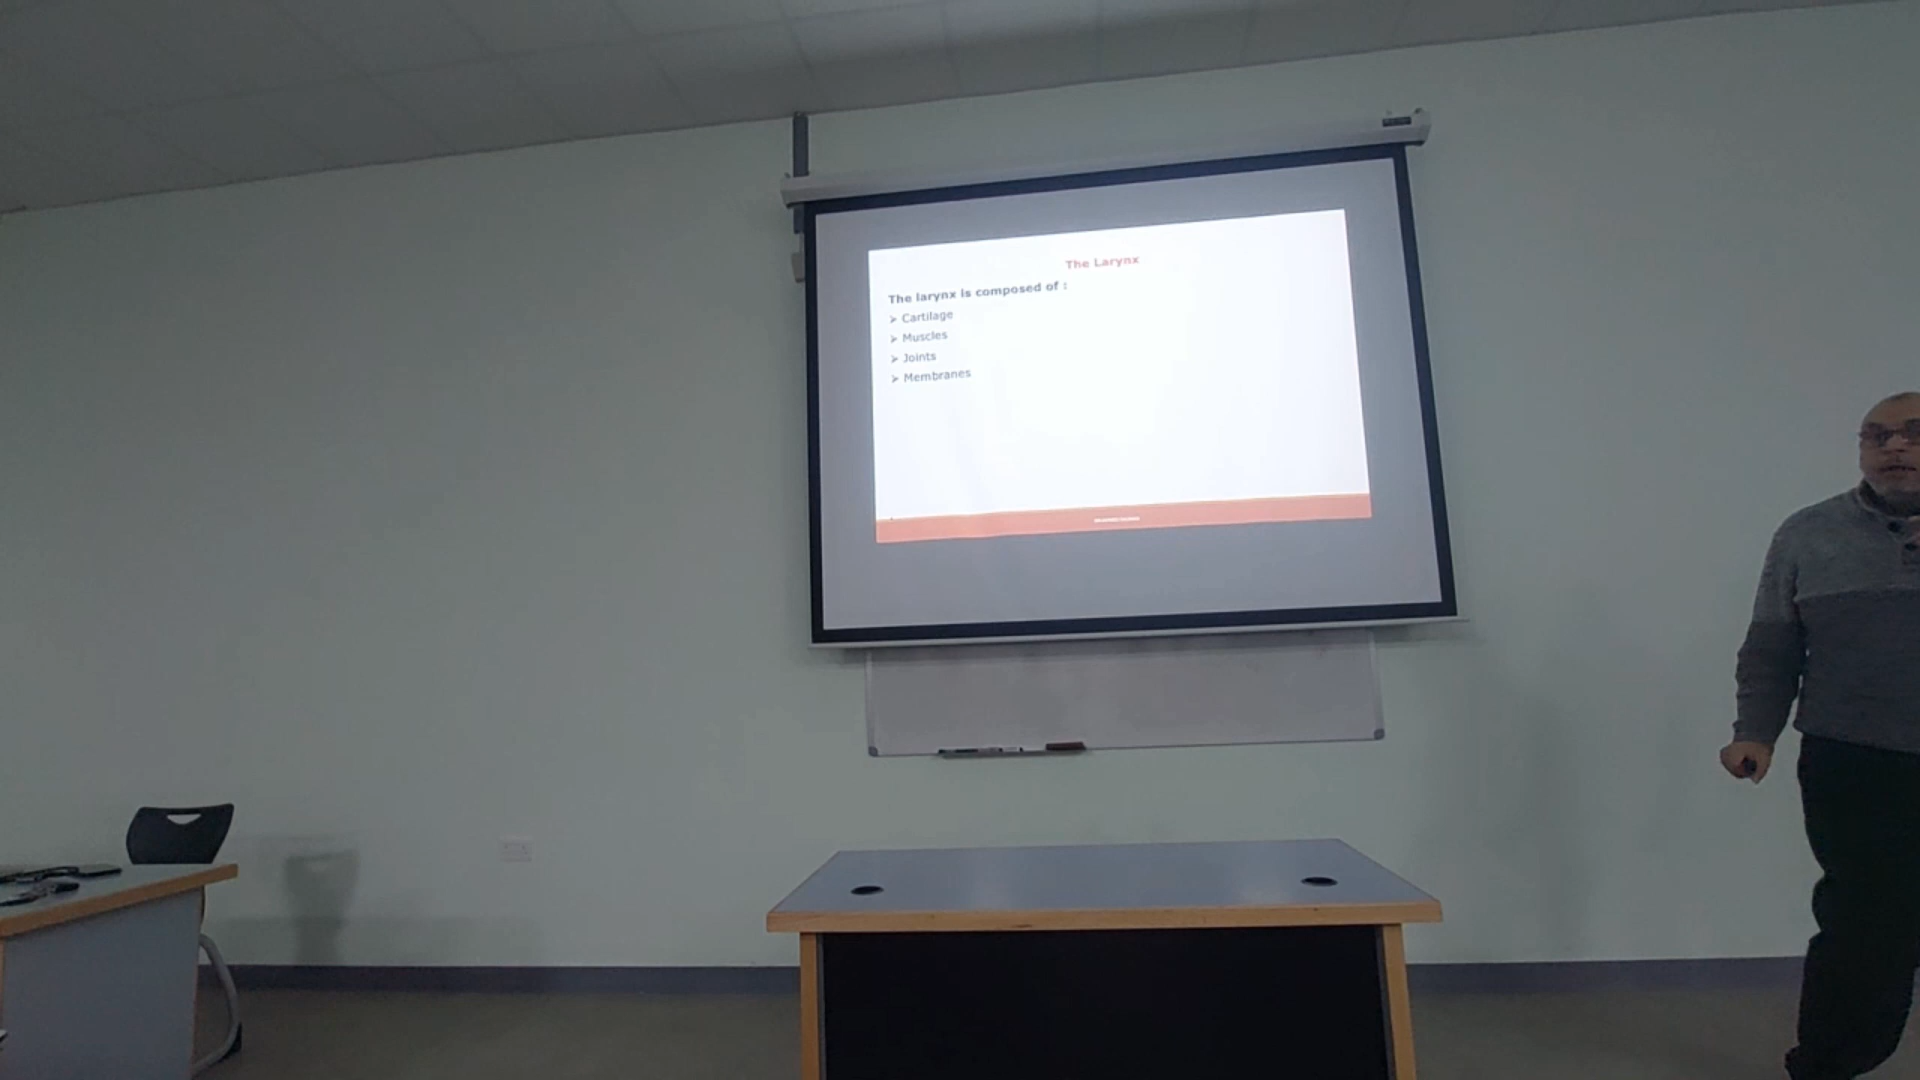 The Larynx
The larynx is composed of :
➤ Cartilage
➤ Muscles
➤ Joints
➤ Membranes